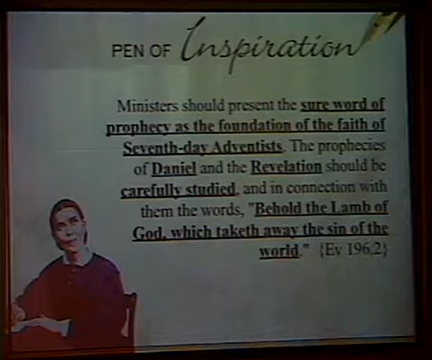 PEN OF Inspiration
Ministers should present the sure word of
prophecy as the foundation of the faith of
Seventh-day Adventists. The prophecies
of Daniel and the Revelation should be
carefully studied, and in connection with
them the words, "Behold the Lamb of
God, which taketh away the sin of the
world." {Ev 196.2}